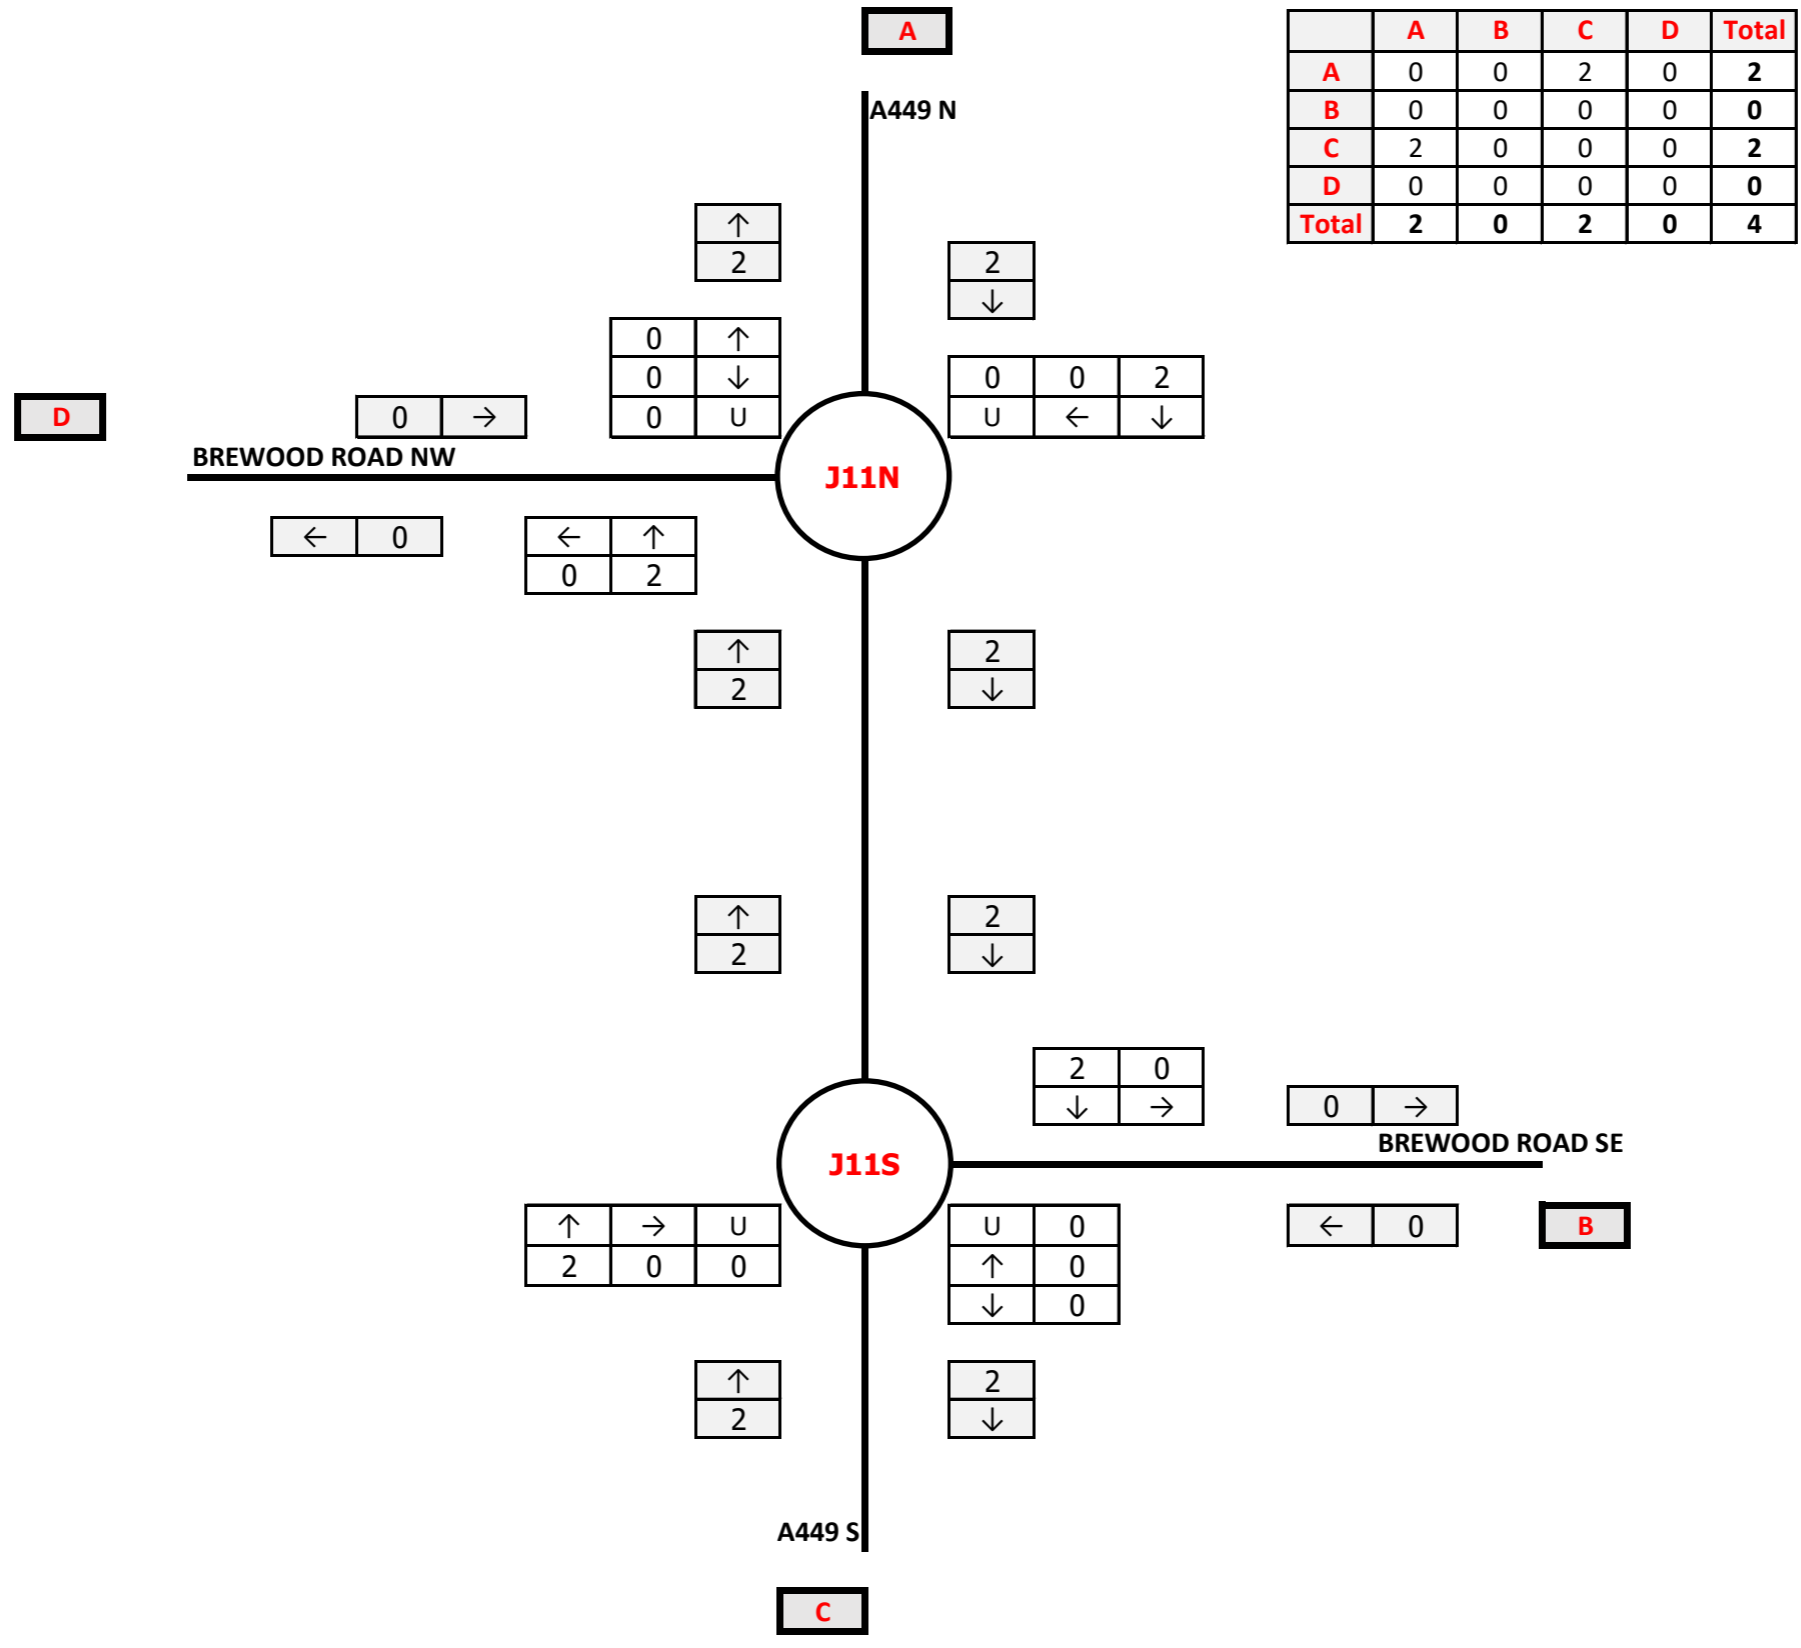 A
A B C D Total
A 0 0 2 0 2
B 0 0 0 0 0
C 2 0 0 0 2
D 0 0 0 0 0
Total 2 0 2 0 4
A449 N
↑
2
2
↓
0 ↑
0 ↓
0 U
0 0 2
U ← ↓
D
0 →
BREWOOD ROAD NW
J11N
← 0
← ↑
0 2
↑
2
2
↓
↑
2
2
↓
2 0
↓ →
0 →
BREWOOD ROAD SE
J11S
↑ → U
2 0 0
U 0
↑ 0
↓ 0
← 0
B
↑
2
2
↓
A449 S
C